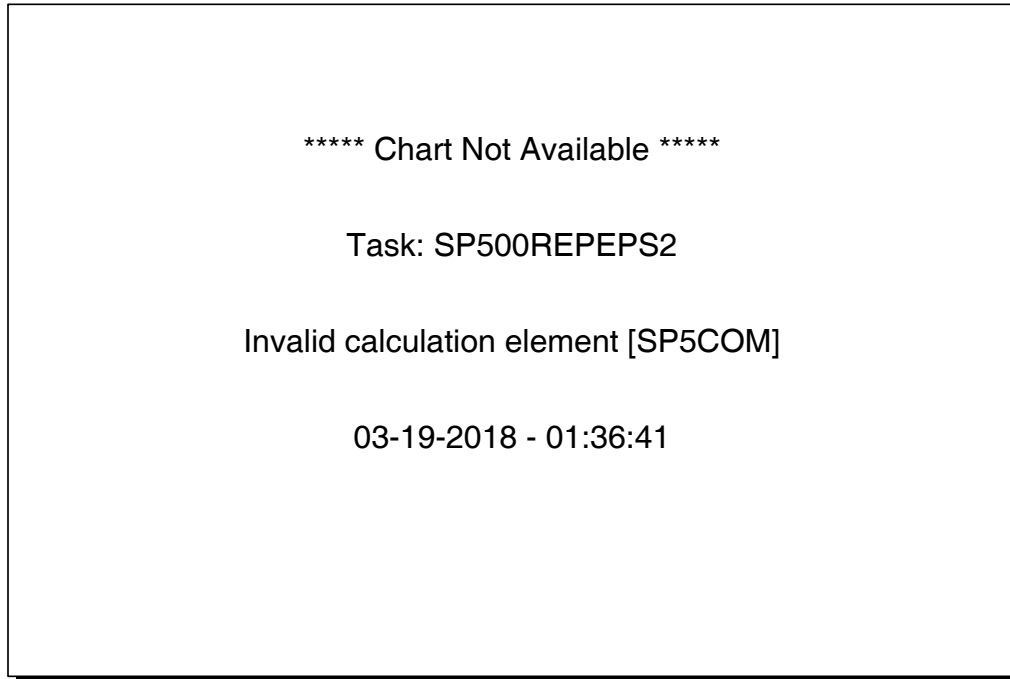 ***** Chart Not Available *****
Task: SP500REPEPS2
Invalid calculation element [SP5COM]
03-19-2018 - 01:36:41